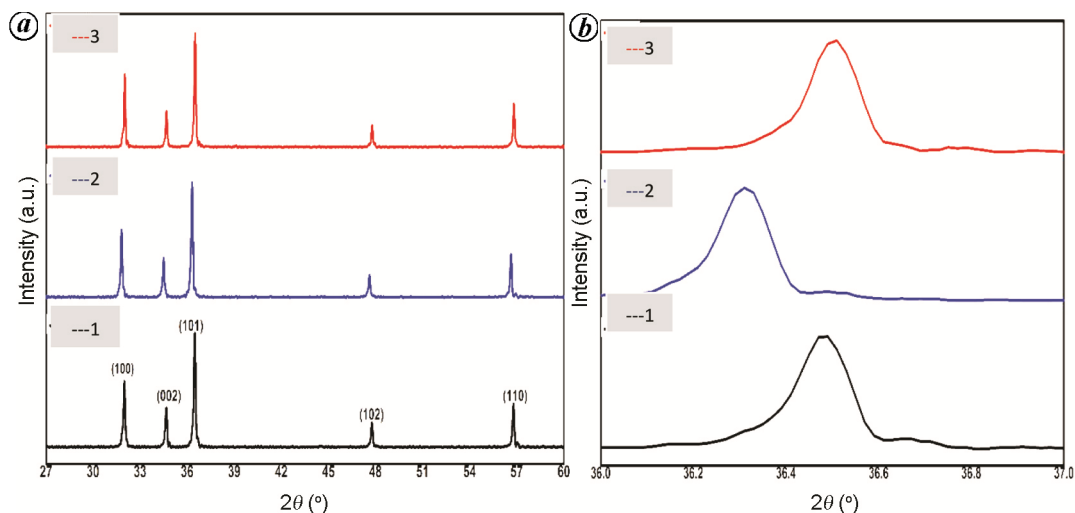 a
---3
---2
---1
(100)
(002)
(101)
(102)
(110)
Intensity (a.u.)
27 30 33 36 39 42 45 48 51 54 57 60
2θ (º)
b
---3
---2
---1
Intensity (a.u.)
36.0 36.2 36.4 36.6 36.8 37.0
2θ (º)